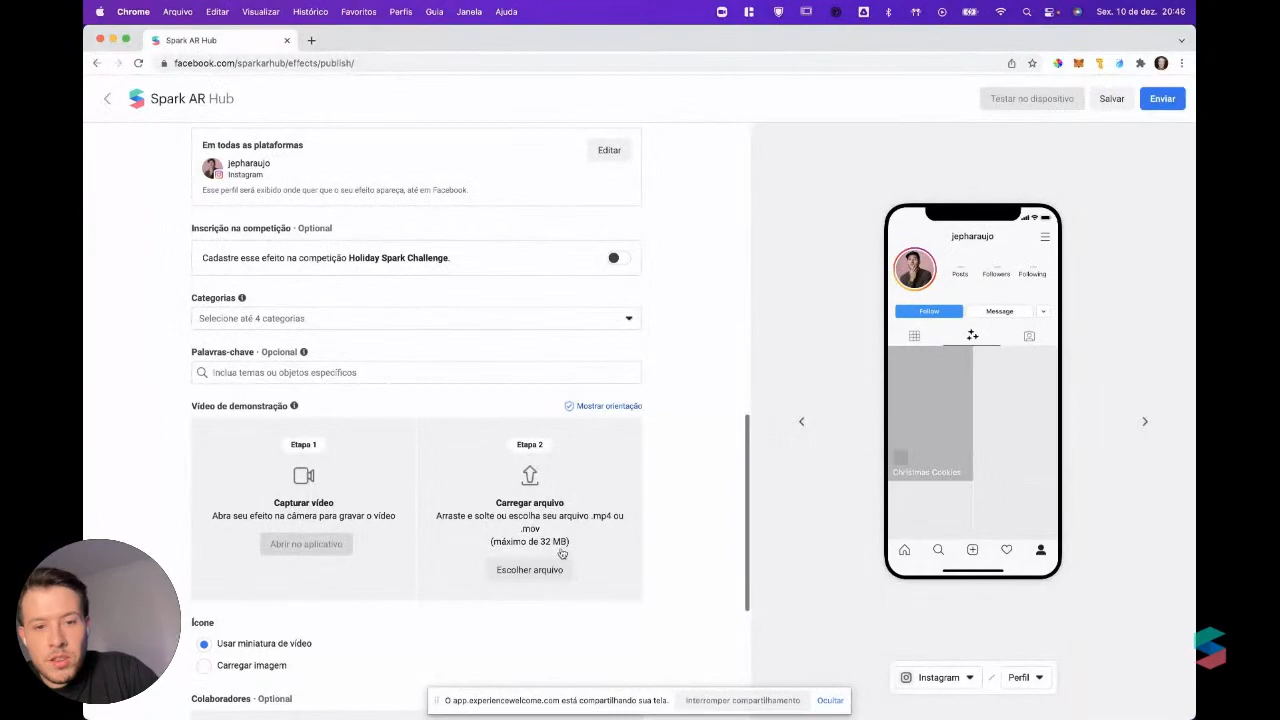 Chrome Arquivo Editar Visualizar Histórico Favoritos Perfis Guia Janela Ajuda
Sex. 10 de dez. 20:46
Spark AR Hub
facebook.com/sparkarhub/effects/publish/
Spark AR Hub
Testar no dispositivo
Salvar
Enviar
Em todas as plataformas
Editar
jepharaujo
Instagram
Esse perfil será exibido onde quer que o seu efeito apareça, até em Facebook.
Inscrição na competição · Optional
Cadastre esse efeito na competição Holiday Spark Challenge.
Categorias
Selecione até 4 categorias
Palavras-chave · Opcional
Inclua temas ou objetos específicos
Vídeo de demonstração
Mostrar orientação
Etapa 1
Capturar vídeo
Abra seu efeito na câmera para gravar o vídeo
Abrir no aplicativo
Etapa 2
Carregar arquivo
Arraste e solte ou escolha seu arquivo .mp4 ou
.mov
(máximo de 32 MB)
Escolher arquivo
Ícone
Usar miniatura de vídeo
Carregar imagem
Colaboradores · Optional
jepharaujo
Posts
Followers
Following
Follow
Message
Christmas Cookies
Instagram
Perfil
O app.experiencewelcome.com está compartilhando sua tela.
Interromper compartilhamento
Ocultar